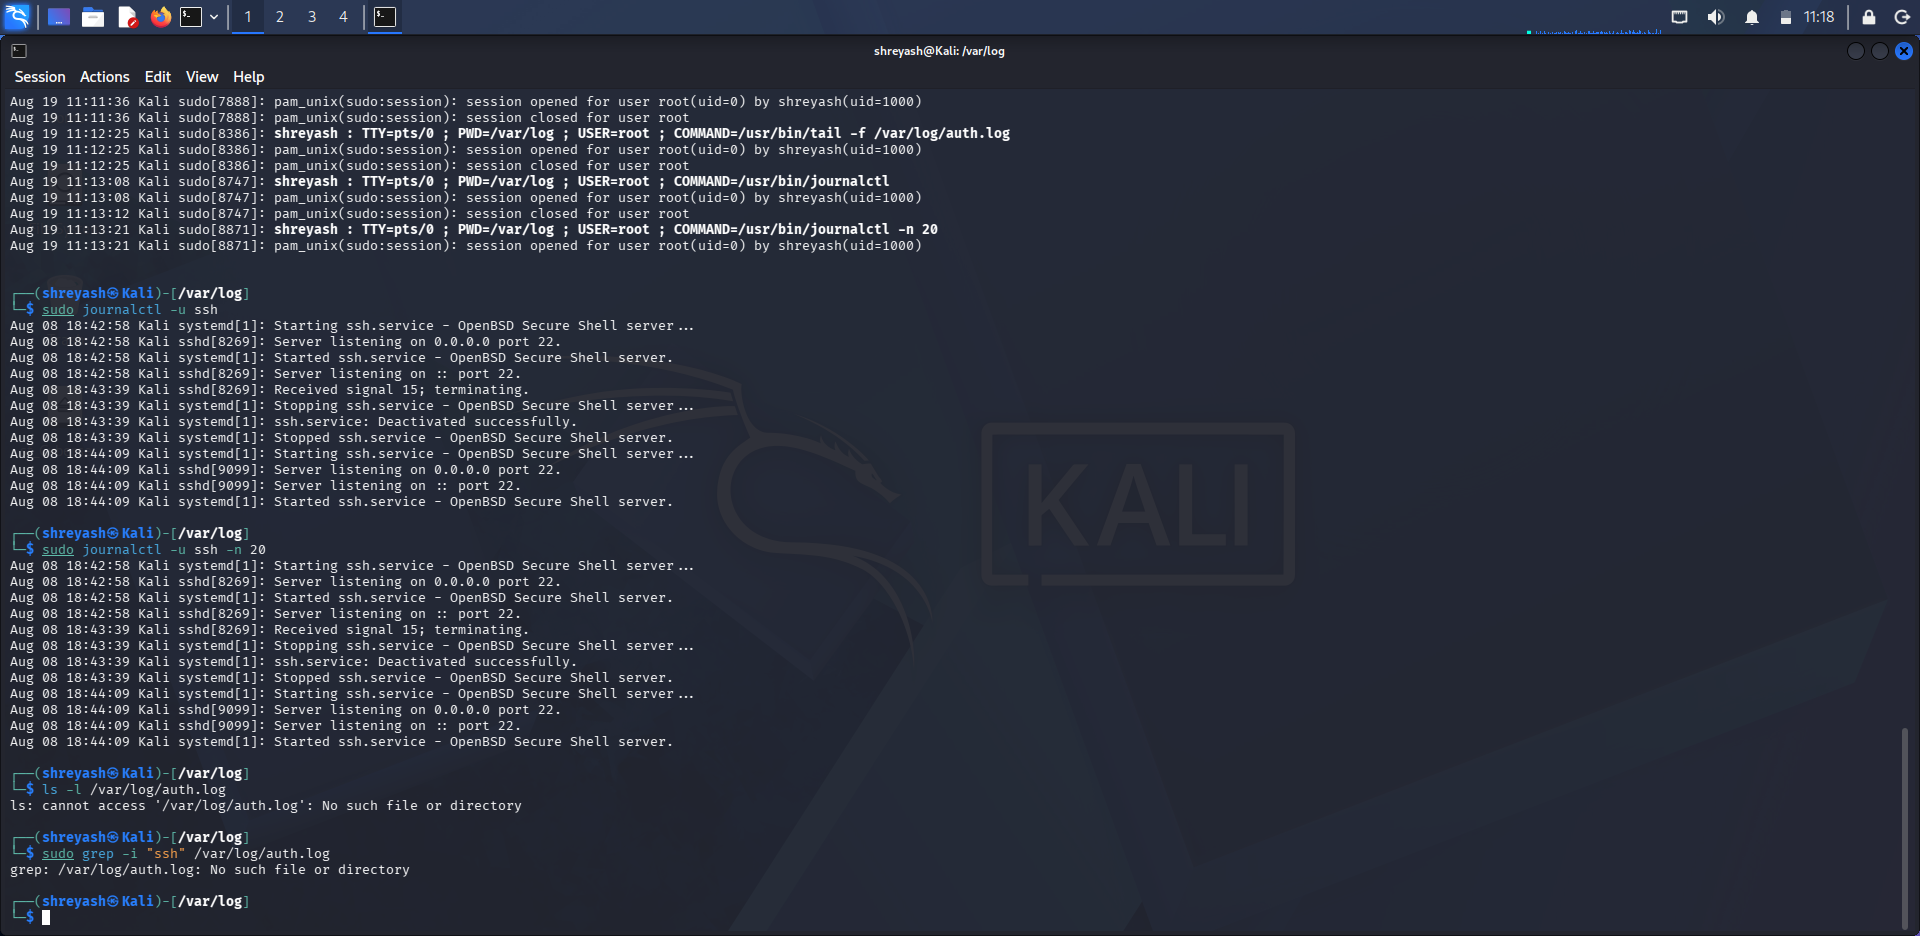 1 2 3 4 11:18
shreyash@Kali: /var/log
Session Actions Edit View Help
Aug 19 11:11:36 Kali sudo[7888]: pam_unix(sudo:session): session opened for user root(uid=0) by shreyash(uid=1000)
Aug 19 11:11:36 Kali sudo[7888]: pam_unix(sudo:session): session closed for user root
Aug 19 11:12:25 Kali sudo[8386]: shreyash : TTY=pts/0 ; PWD=/var/log ; USER=root ; COMMAND=/usr/bin/tail -f /var/log/auth.log
Aug 19 11:12:25 Kali sudo[8386]: pam_unix(sudo:session): session opened for user root(uid=0) by shreyash(uid=1000)
Aug 19 11:12:25 Kali sudo[8386]: pam_unix(sudo:session): session closed for user root
Aug 19 11:13:08 Kali sudo[8747]: shreyash : TTY=pts/0 ; PWD=/var/log ; USER=root ; COMMAND=/usr/bin/journalctl
Aug 19 11:13:08 Kali sudo[8747]: pam_unix(sudo:session): session opened for user root(uid=0) by shreyash(uid=1000)
Aug 19 11:13:12 Kali sudo[8747]: pam_unix(sudo:session): session closed for user root
Aug 19 11:13:21 Kali sudo[8871]: shreyash : TTY=pts/0 ; PWD=/var/log ; USER=root ; COMMAND=/usr/bin/journalctl -n 20
Aug 19 11:13:21 Kali sudo[8871]: pam_unix(sudo:session): session opened for user root(uid=0) by shreyash(uid=1000)
┌──(shreyash㉿Kali)-[/var/log]
└─$ sudo journalctl -u ssh
Aug 08 18:42:58 Kali systemd[1]: Starting ssh.service - OpenBSD Secure Shell server...
Aug 08 18:42:58 Kali sshd[8269]: Server listening on 0.0.0.0 port 22.
Aug 08 18:42:58 Kali systemd[1]: Started ssh.service - OpenBSD Secure Shell server.
Aug 08 18:42:58 Kali sshd[8269]: Server listening on :: port 22.
Aug 08 18:43:39 Kali sshd[8269]: Received signal 15; terminating.
Aug 08 18:43:39 Kali systemd[1]: Stopping ssh.service - OpenBSD Secure Shell server...
Aug 08 18:43:39 Kali systemd[1]: ssh.service: Deactivated successfully.
Aug 08 18:43:39 Kali systemd[1]: Stopped ssh.service - OpenBSD Secure Shell server.
Aug 08 18:44:09 Kali systemd[1]: Starting ssh.service - OpenBSD Secure Shell server...
Aug 08 18:44:09 Kali sshd[9099]: Server listening on 0.0.0.0 port 22.
Aug 08 18:44:09 Kali sshd[9099]: Server listening on :: port 22.
Aug 08 18:44:09 Kali systemd[1]: Started ssh.service - OpenBSD Secure Shell server.
KALI
┌──(shreyash㉿Kali)-[/var/log]
└─$ sudo journalctl -u ssh -n 20
Aug 08 18:42:58 Kali systemd[1]: Starting ssh.service - OpenBSD Secure Shell server...
Aug 08 18:42:58 Kali sshd[8269]: Server listening on 0.0.0.0 port 22.
Aug 08 18:42:58 Kali systemd[1]: Started ssh.service - OpenBSD Secure Shell server.
Aug 08 18:42:58 Kali sshd[8269]: Server listening on :: port 22.
Aug 08 18:43:39 Kali sshd[8269]: Received signal 15; terminating.
Aug 08 18:43:39 Kali systemd[1]: Stopping ssh.service - OpenBSD Secure Shell server...
Aug 08 18:43:39 Kali systemd[1]: ssh.service: Deactivated successfully.
Aug 08 18:43:39 Kali systemd[1]: Stopped ssh.service - OpenBSD Secure Shell server.
Aug 08 18:44:09 Kali systemd[1]: Starting ssh.service - OpenBSD Secure Shell server...
Aug 08 18:44:09 Kali sshd[9099]: Server listening on 0.0.0.0 port 22.
Aug 08 18:44:09 Kali sshd[9099]: Server listening on :: port 22.
Aug 08 18:44:09 Kali systemd[1]: Started ssh.service - OpenBSD Secure Shell server.
┌──(shreyash㉿Kali)-[/var/log]
└─$ ls -l /var/log/auth.log
ls: cannot access '/var/log/auth.log': No such file or directory
┌──(shreyash㉿Kali)-[/var/log]
└─$ sudo grep -i "ssh" /var/log/auth.log
grep: /var/log/auth.log: No such file or directory
┌──(shreyash㉿Kali)-[/var/log]
└─$